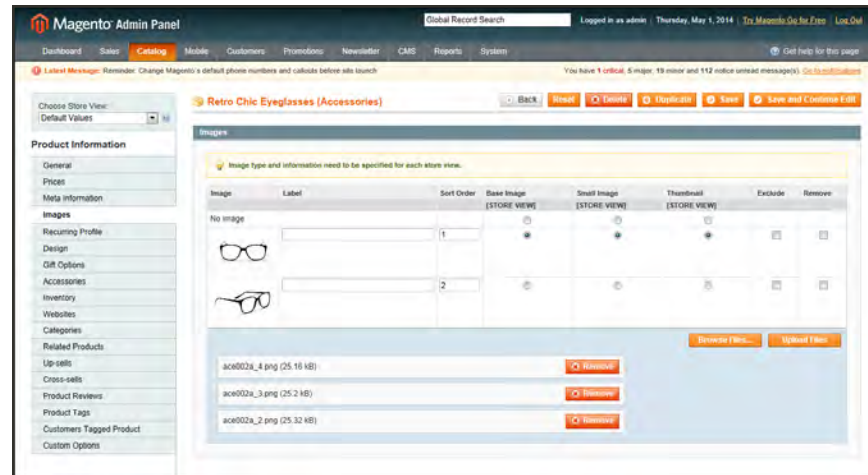 Magento Admin Panel
Global Record Search
Logged in as admin | Thursday, May 1, 2014 | Try Magento Go for Free | Log Out
Dashboard Sales Catalog Mobile Customers Promotions Newsletter CMS Reports System
Get help for this page
Latest Message: Reminder: Change Magento's default phone numbers and callouts before site launch
You have 1 critical, 5 major, 19 minor and 112 notice unread message(s). Go to notifications
Choose Store View:
Default Values
Retro Chic Eyeglasses (Accessories)
Back Reset Delete Duplicate Save Save and Continue Edit
Product Information
General
Prices
Meta Information
Images
Recurring Profile
Design
Gift Options
Accessories
Inventory
Websites
Categories
Related Products
Up-sells
Cross-sells
Product Reviews
Product Tags
Customers Tagged Product
Custom Options
Images
Image type and information need to be specified for each store view.
Image Label Sort Order Base Image Small Image Thumbnail Exclude Remove
[STORE VIEW] [STORE VIEW] [STORE VIEW]
No image
1
2
Browse Files... Upload Files
ace002a_4.png (25.16 kB) Remove
ace002a_3.png (25.2 kB) Remove
ace002a_2.png (25.32 kB) Remove